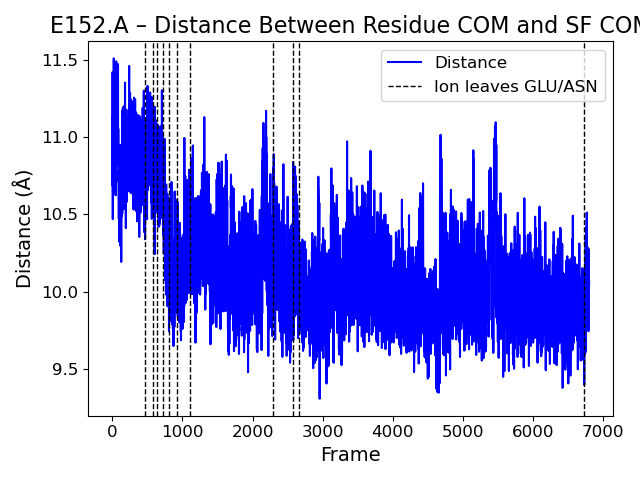 E152.A – Distance Between Residue COM and SF COM
Distance
Ion leaves GLU/ASN
Distance (Å)
11.5
11.0
10.5
10.0
9.5
0 1000 2000 3000 4000 5000 6000 7000
Frame